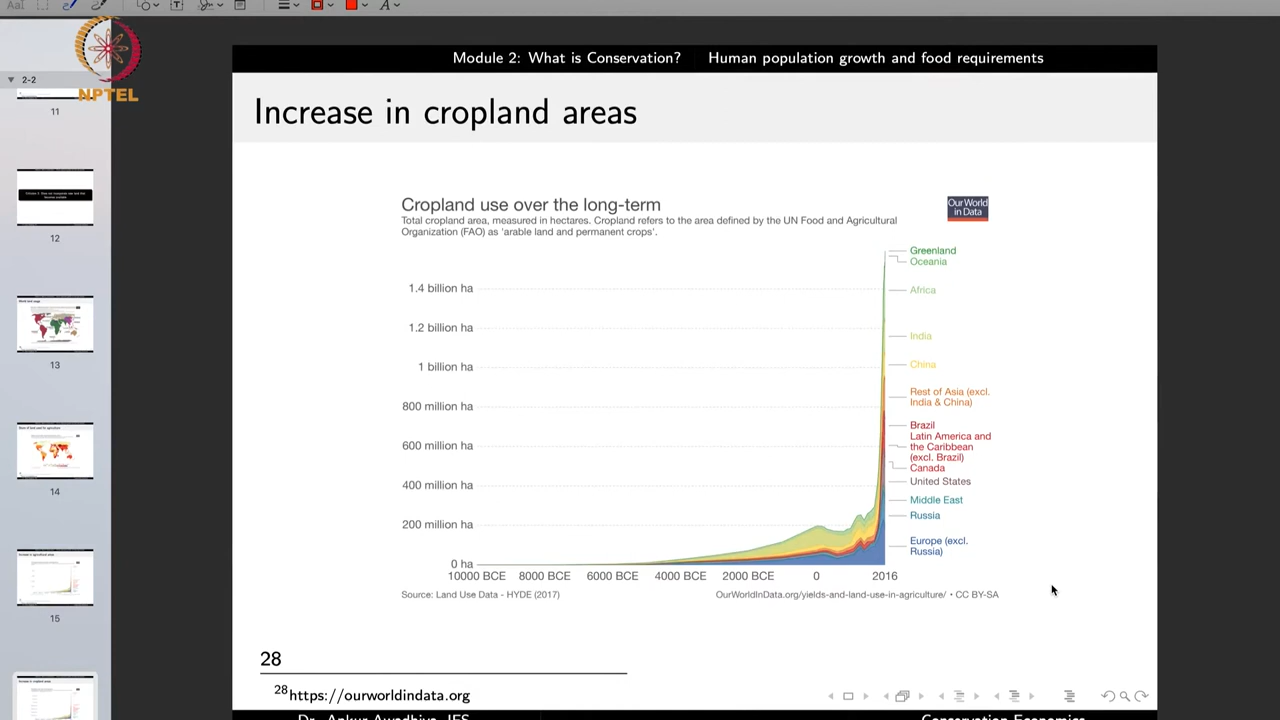 AaI
T
A
NPTEL
2-2
11
12
13
14
15
Module 2: What is Conservation? Human population growth and food requirements
Increase in cropland areas
Cropland use over the long-term
Total cropland area, measured in hectares. Cropland refers to the area defined by the UN Food and Agricultural
Organization (FAO) as 'arable land and permanent crops'.
Our World
in Data
1.4 billion ha
1.2 billion ha
1 billion ha
800 million ha
600 million ha
400 million ha
200 million ha
0 ha
10000 BCE 8000 BCE 6000 BCE 4000 BCE 2000 BCE 0 2016
Greenland
Oceania
Africa
India
China
Rest of Asia (excl.
India & China)
Brazil
Latin America and
the Caribbean
(excl. Brazil)
Canada
United States
Middle East
Russia
Europe (excl.
Russia)
Source: Land Use Data - HYDE (2017)
OurWorldInData.org/yields-and-land-use-in-agriculture/ • CC BY-SA
28
28https://ourworldindata.org
Dr. Ankur Awadhiya, IFS
Conservation Economics